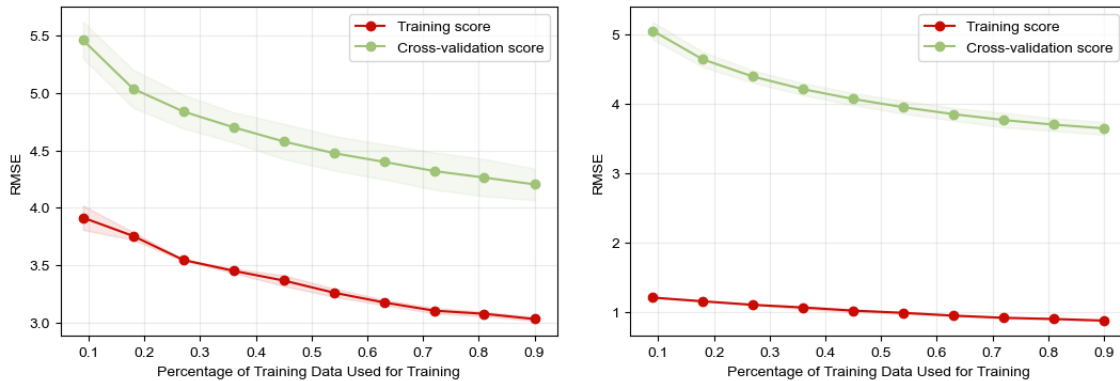 Training score
Cross-validation score
RMSE
5.5
5.0
4.5
4.0
3.5
3.0
0.1 0.2 0.3 0.4 0.5 0.6 0.7 0.8 0.9
Percentage of Training Data Used for Training
Training score
Cross-validation score
RMSE
5
4
3
2
1
0.1 0.2 0.3 0.4 0.5 0.6 0.7 0.8 0.9
Percentage of Training Data Used for Training